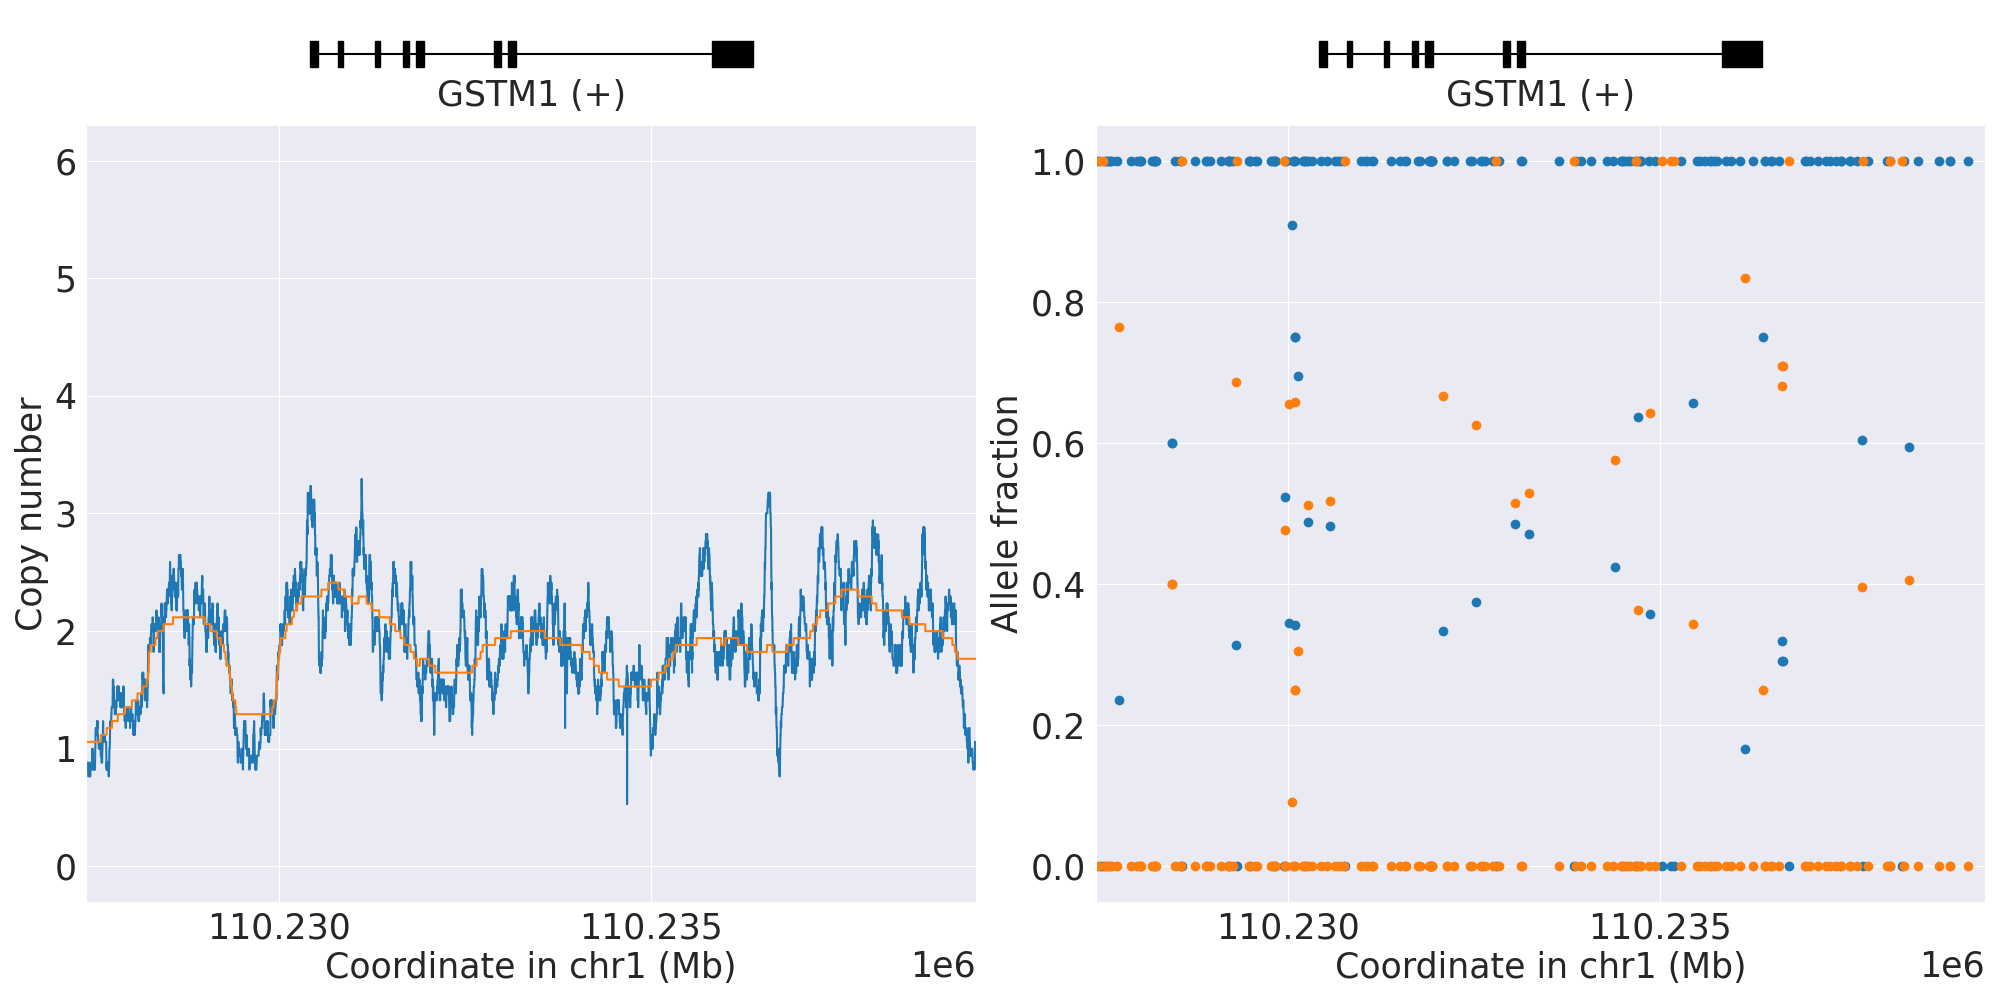 GSTM1 (+)
6
5
4
3
2
1
0
Copy number
110.230
110.235
Coordinate in chr1 (Mb)
1e6
GSTM1 (+)
1.0
0.8
0.6
0.4
0.2
0.0
Allele fraction
110.230
110.235
Coordinate in chr1 (Mb)
1e6